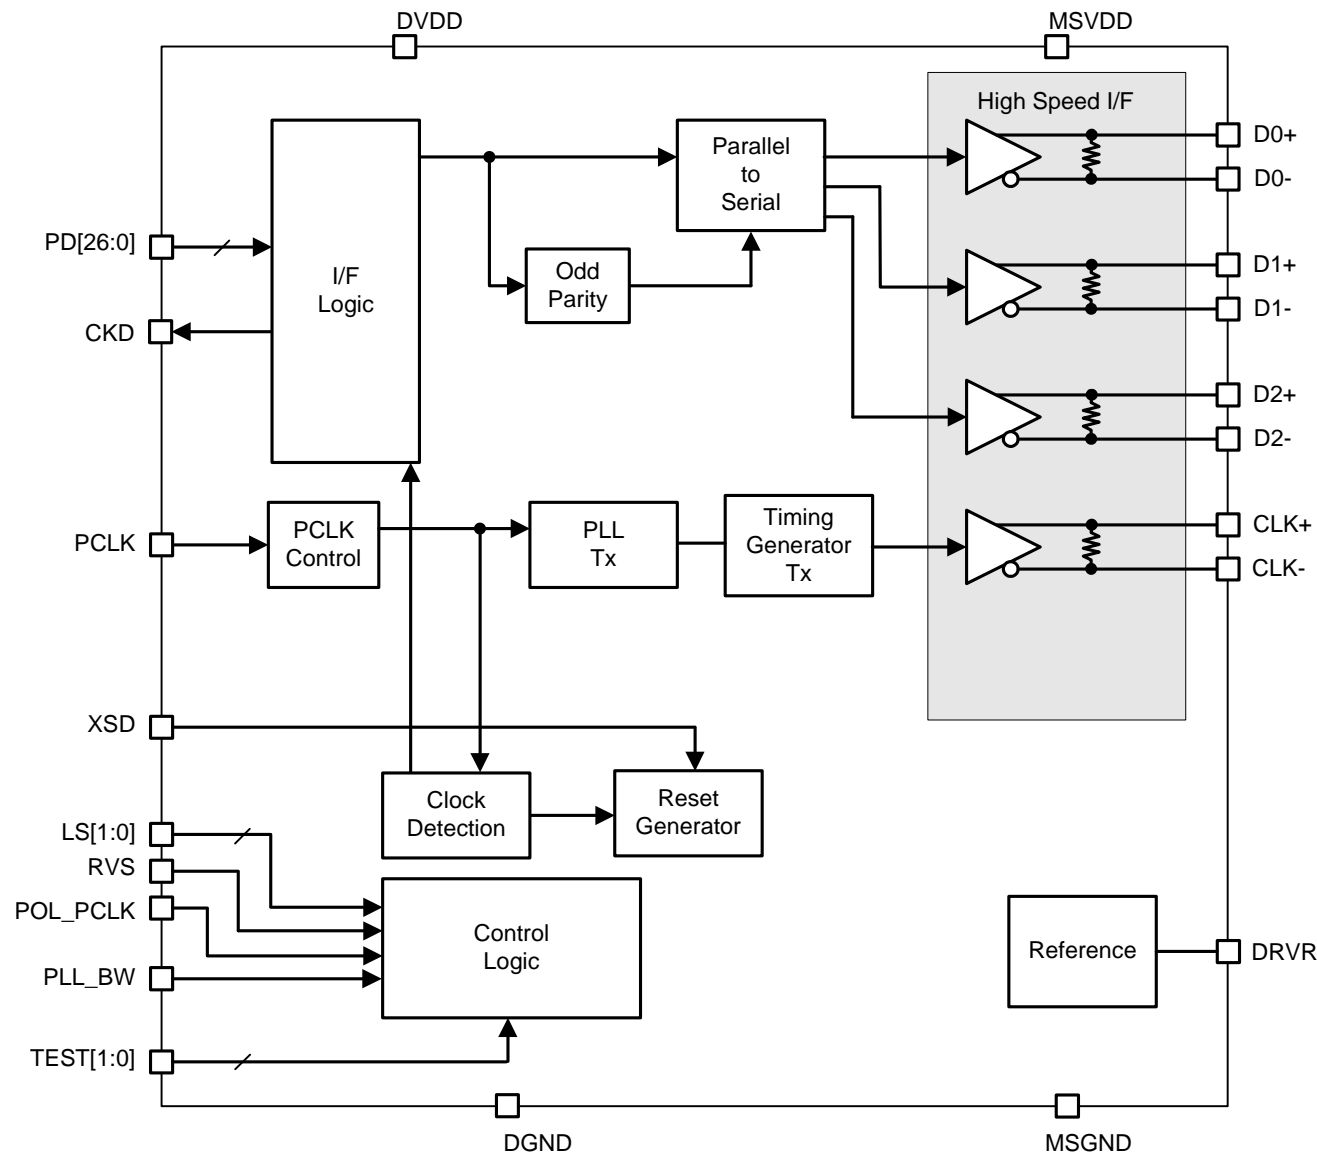 DVDD
MSVDD
High Speed I/F
D0+
D0-
Parallel
to
Serial
PD[26:0]
I/F
Logic
Odd
Parity
D1+
D1-
CKD
D2+
D2-
PCLK
PCLK
Control
PLL
Tx
Timing
Generator
Tx
CLK+
CLK-
XSD
Clock
Detection
Reset
Generator
LS[1:0]
RVS
POL_PCLK
PLL_BW
Control
Logic
Reference
DRVR
TEST[1:0]
DGND
MSGND